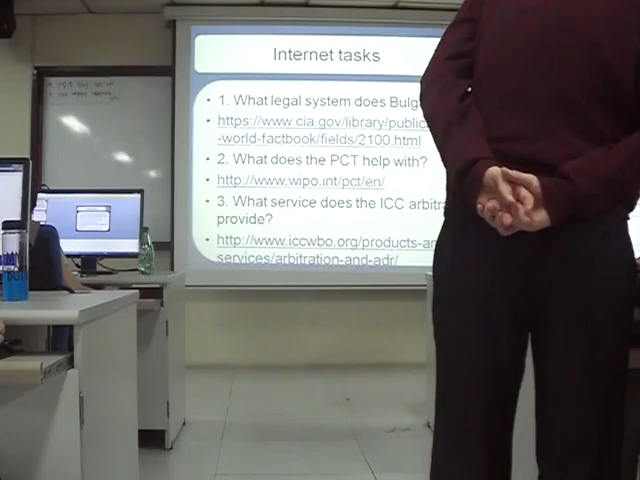 Internet tasks
• 1. What legal system does Bulg
• https://www.cia.gov/library/public
-world-factbook/fields/2100.html
• 2. What does the PCT help with?
• http://www.wipo.int/pct/en/
• 3. What service does the ICC arbitra
provide?
• http://www.iccwbo.org/products-an
services/arbitration-and-adr/